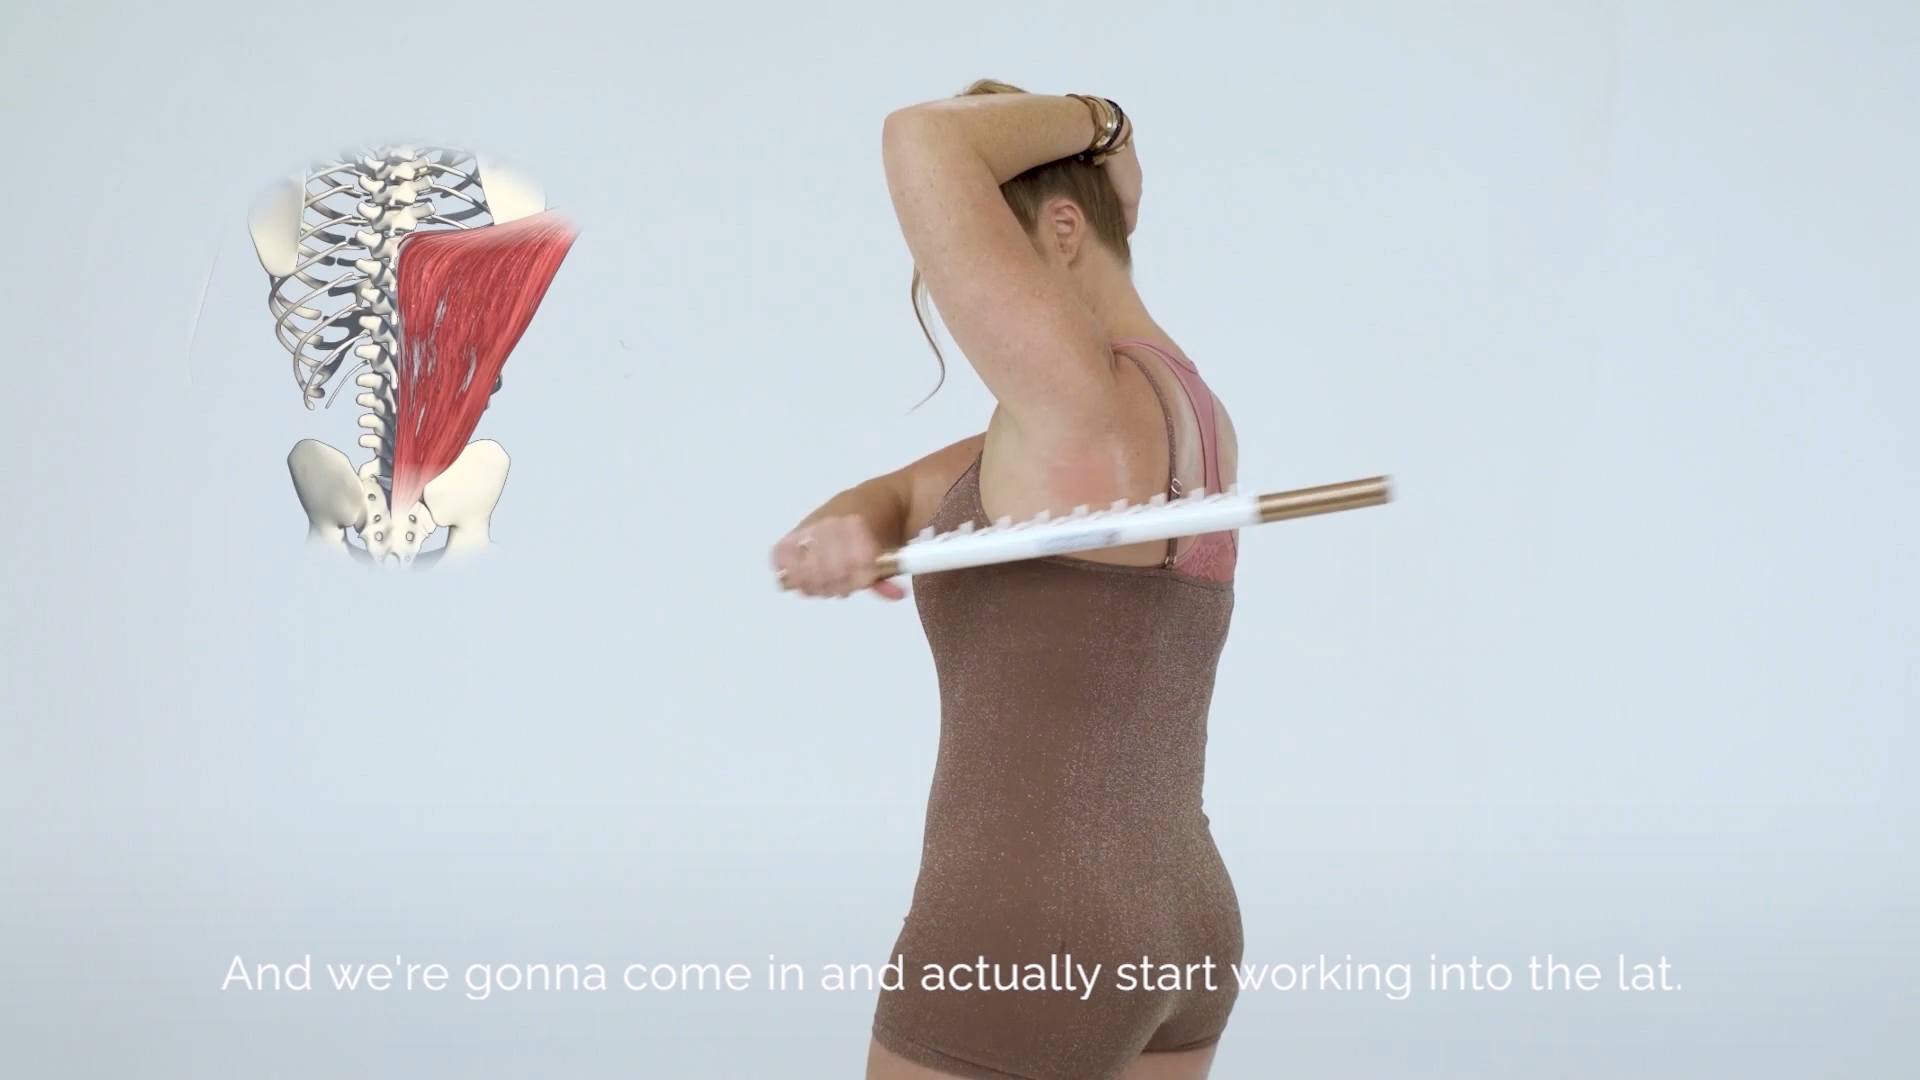 And we're gonna come in and actually start working into the lat.